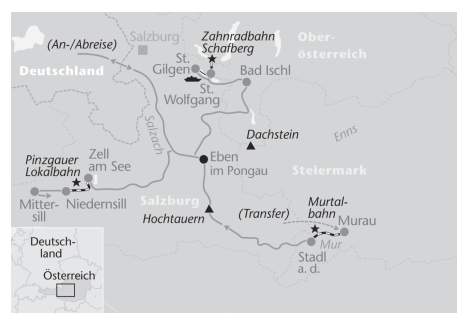 (An-/Abreise)
Salzburg
Zahnradbahn
Schafberg
Ober-
österreich
Deutschland
St.
Gilgen
Bad Ischl
St.
Wolfgang
Salzach
Enns
Dachstein
Pinzgauer
Lokalbahn
Zell
am See
Eben
im Pongau
Steiermark
Mitter-
sill
Niedernsill
Salzburg
Hochtauern
(Transfer)
Murtal-
bahn
Murau
Mur
Stadl
a. d.
Deutsch-
land
Österreich